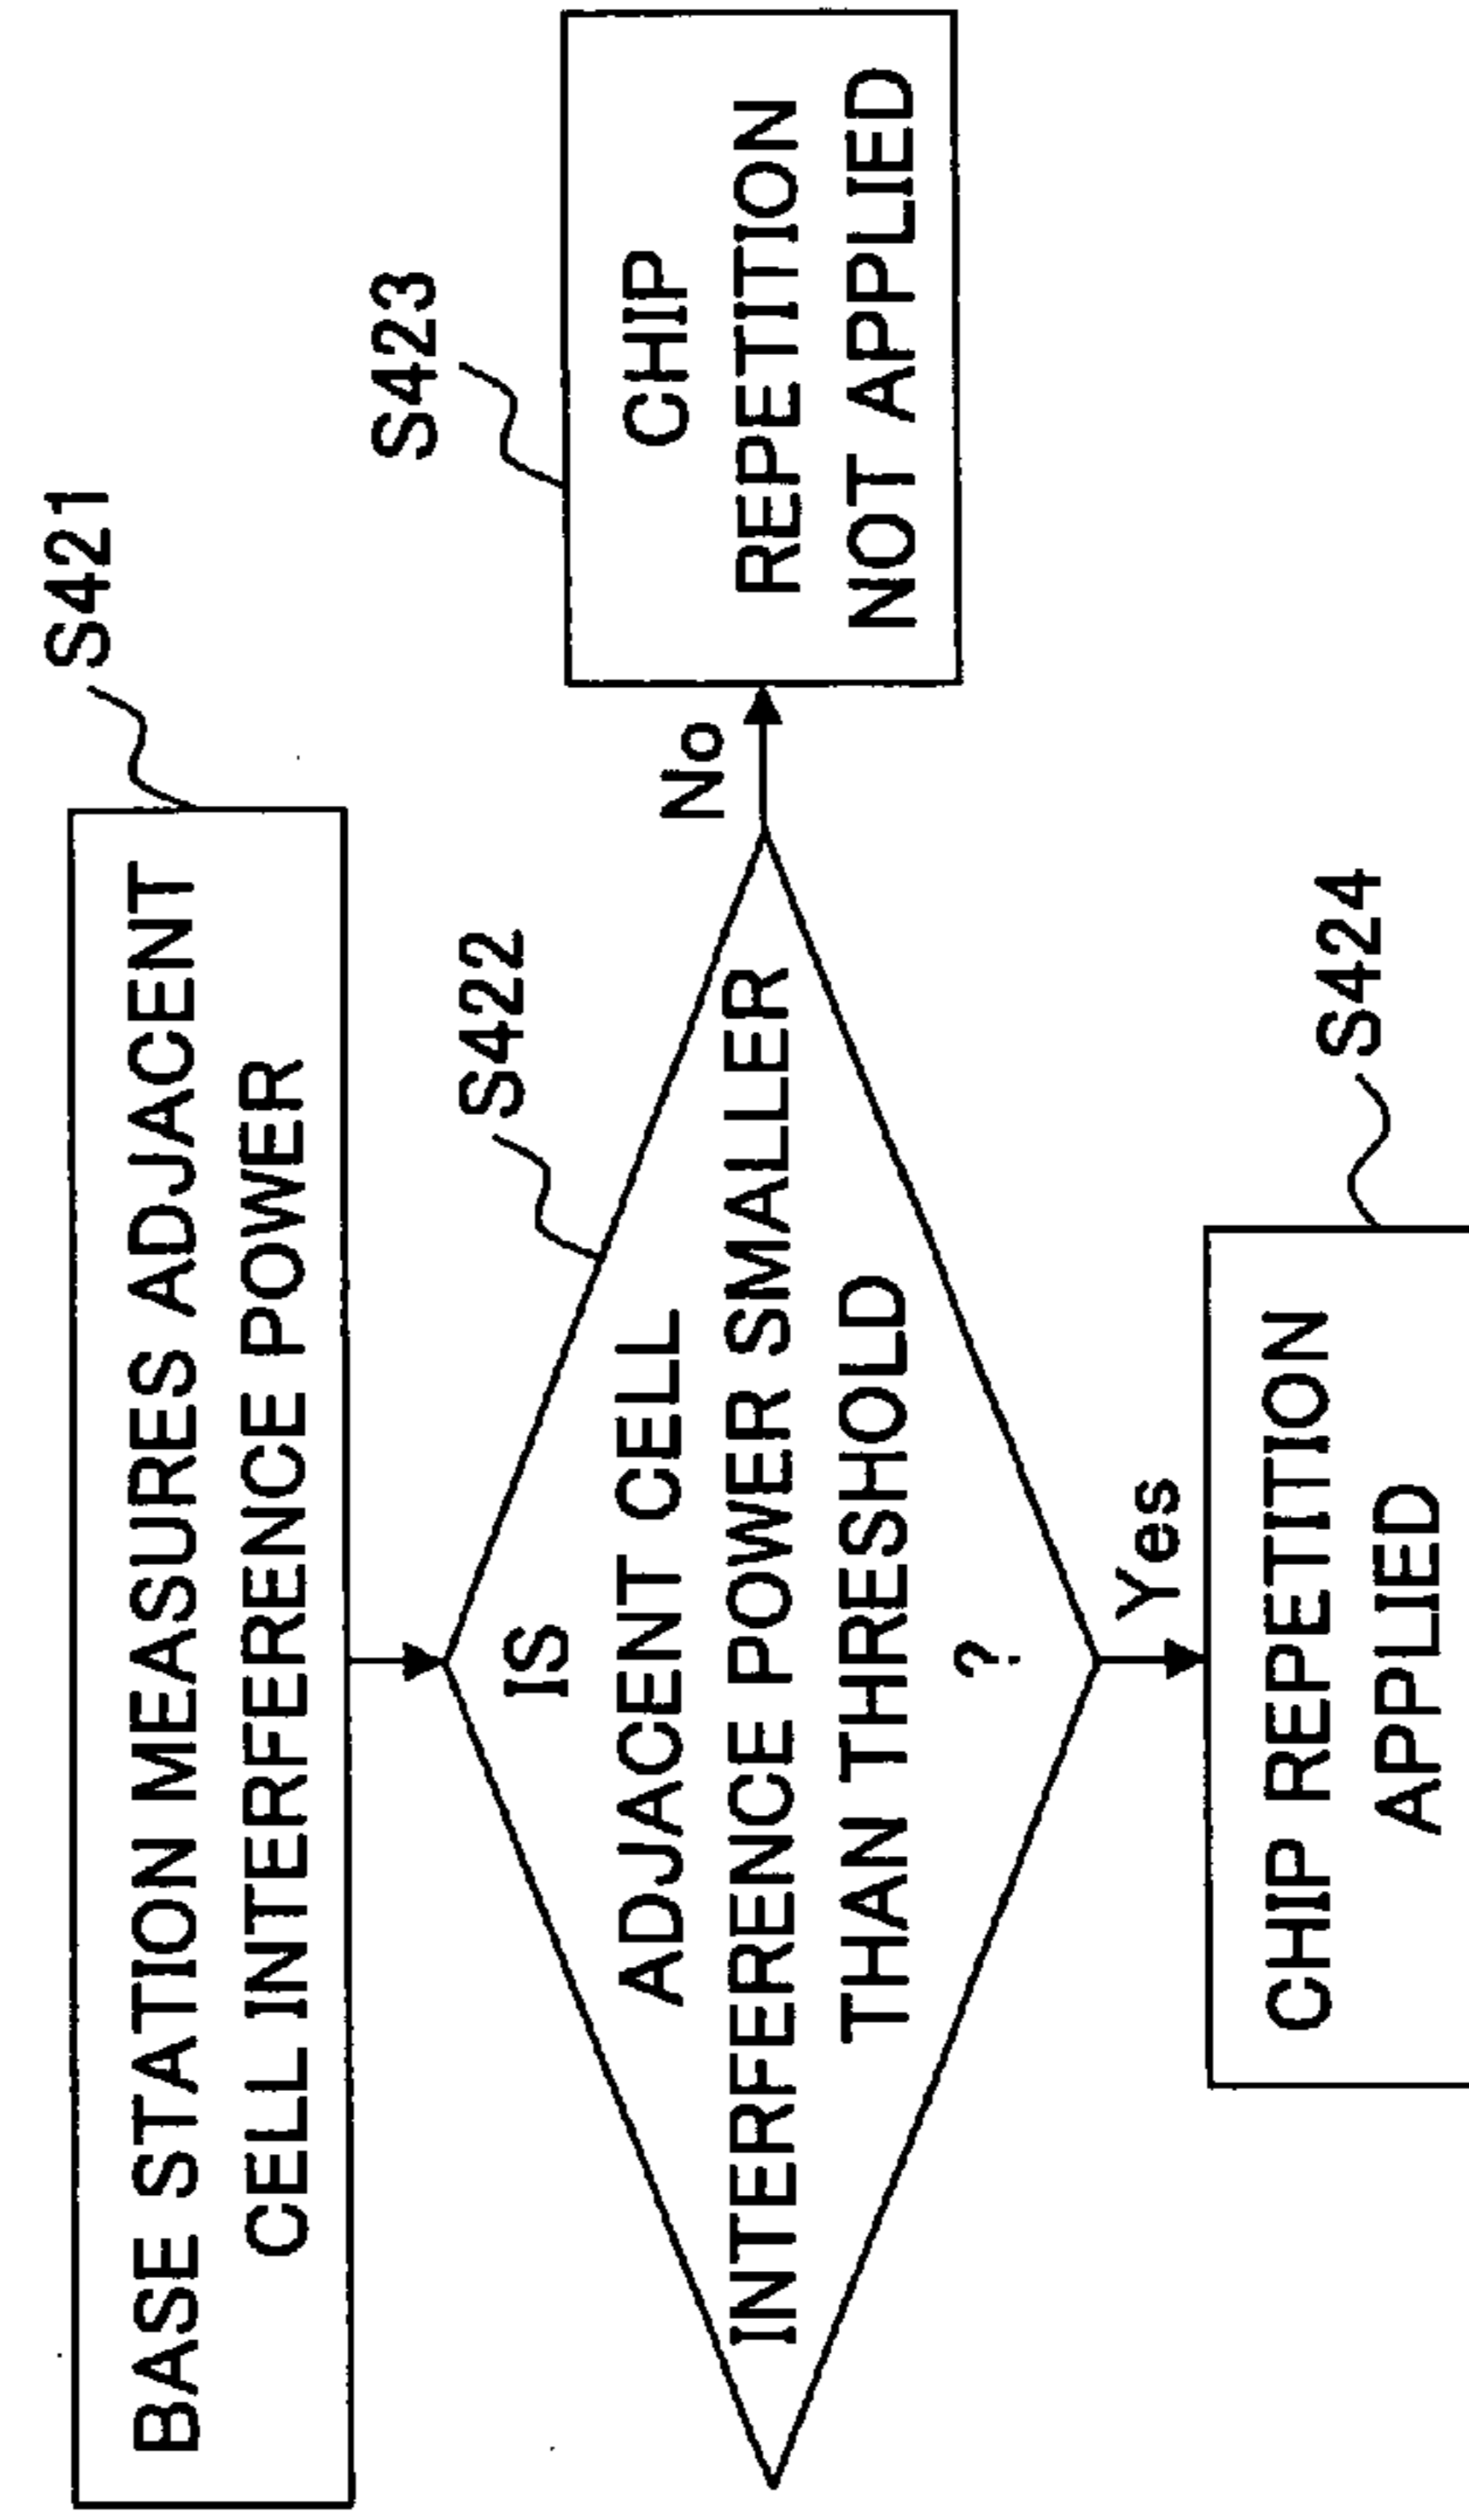 S421
BASE STATION MEASURES ADJACENT
CELL INTERFERENCE POWER
S422
IS
ADJACENT CELL
INTERFERENCE POWER SMALLER
THAN THRESHOLD
?
No
S423
CHIP
REPETITION
NOT APPLIED
Yes
S424
CHIP REPETITION
APPLIED